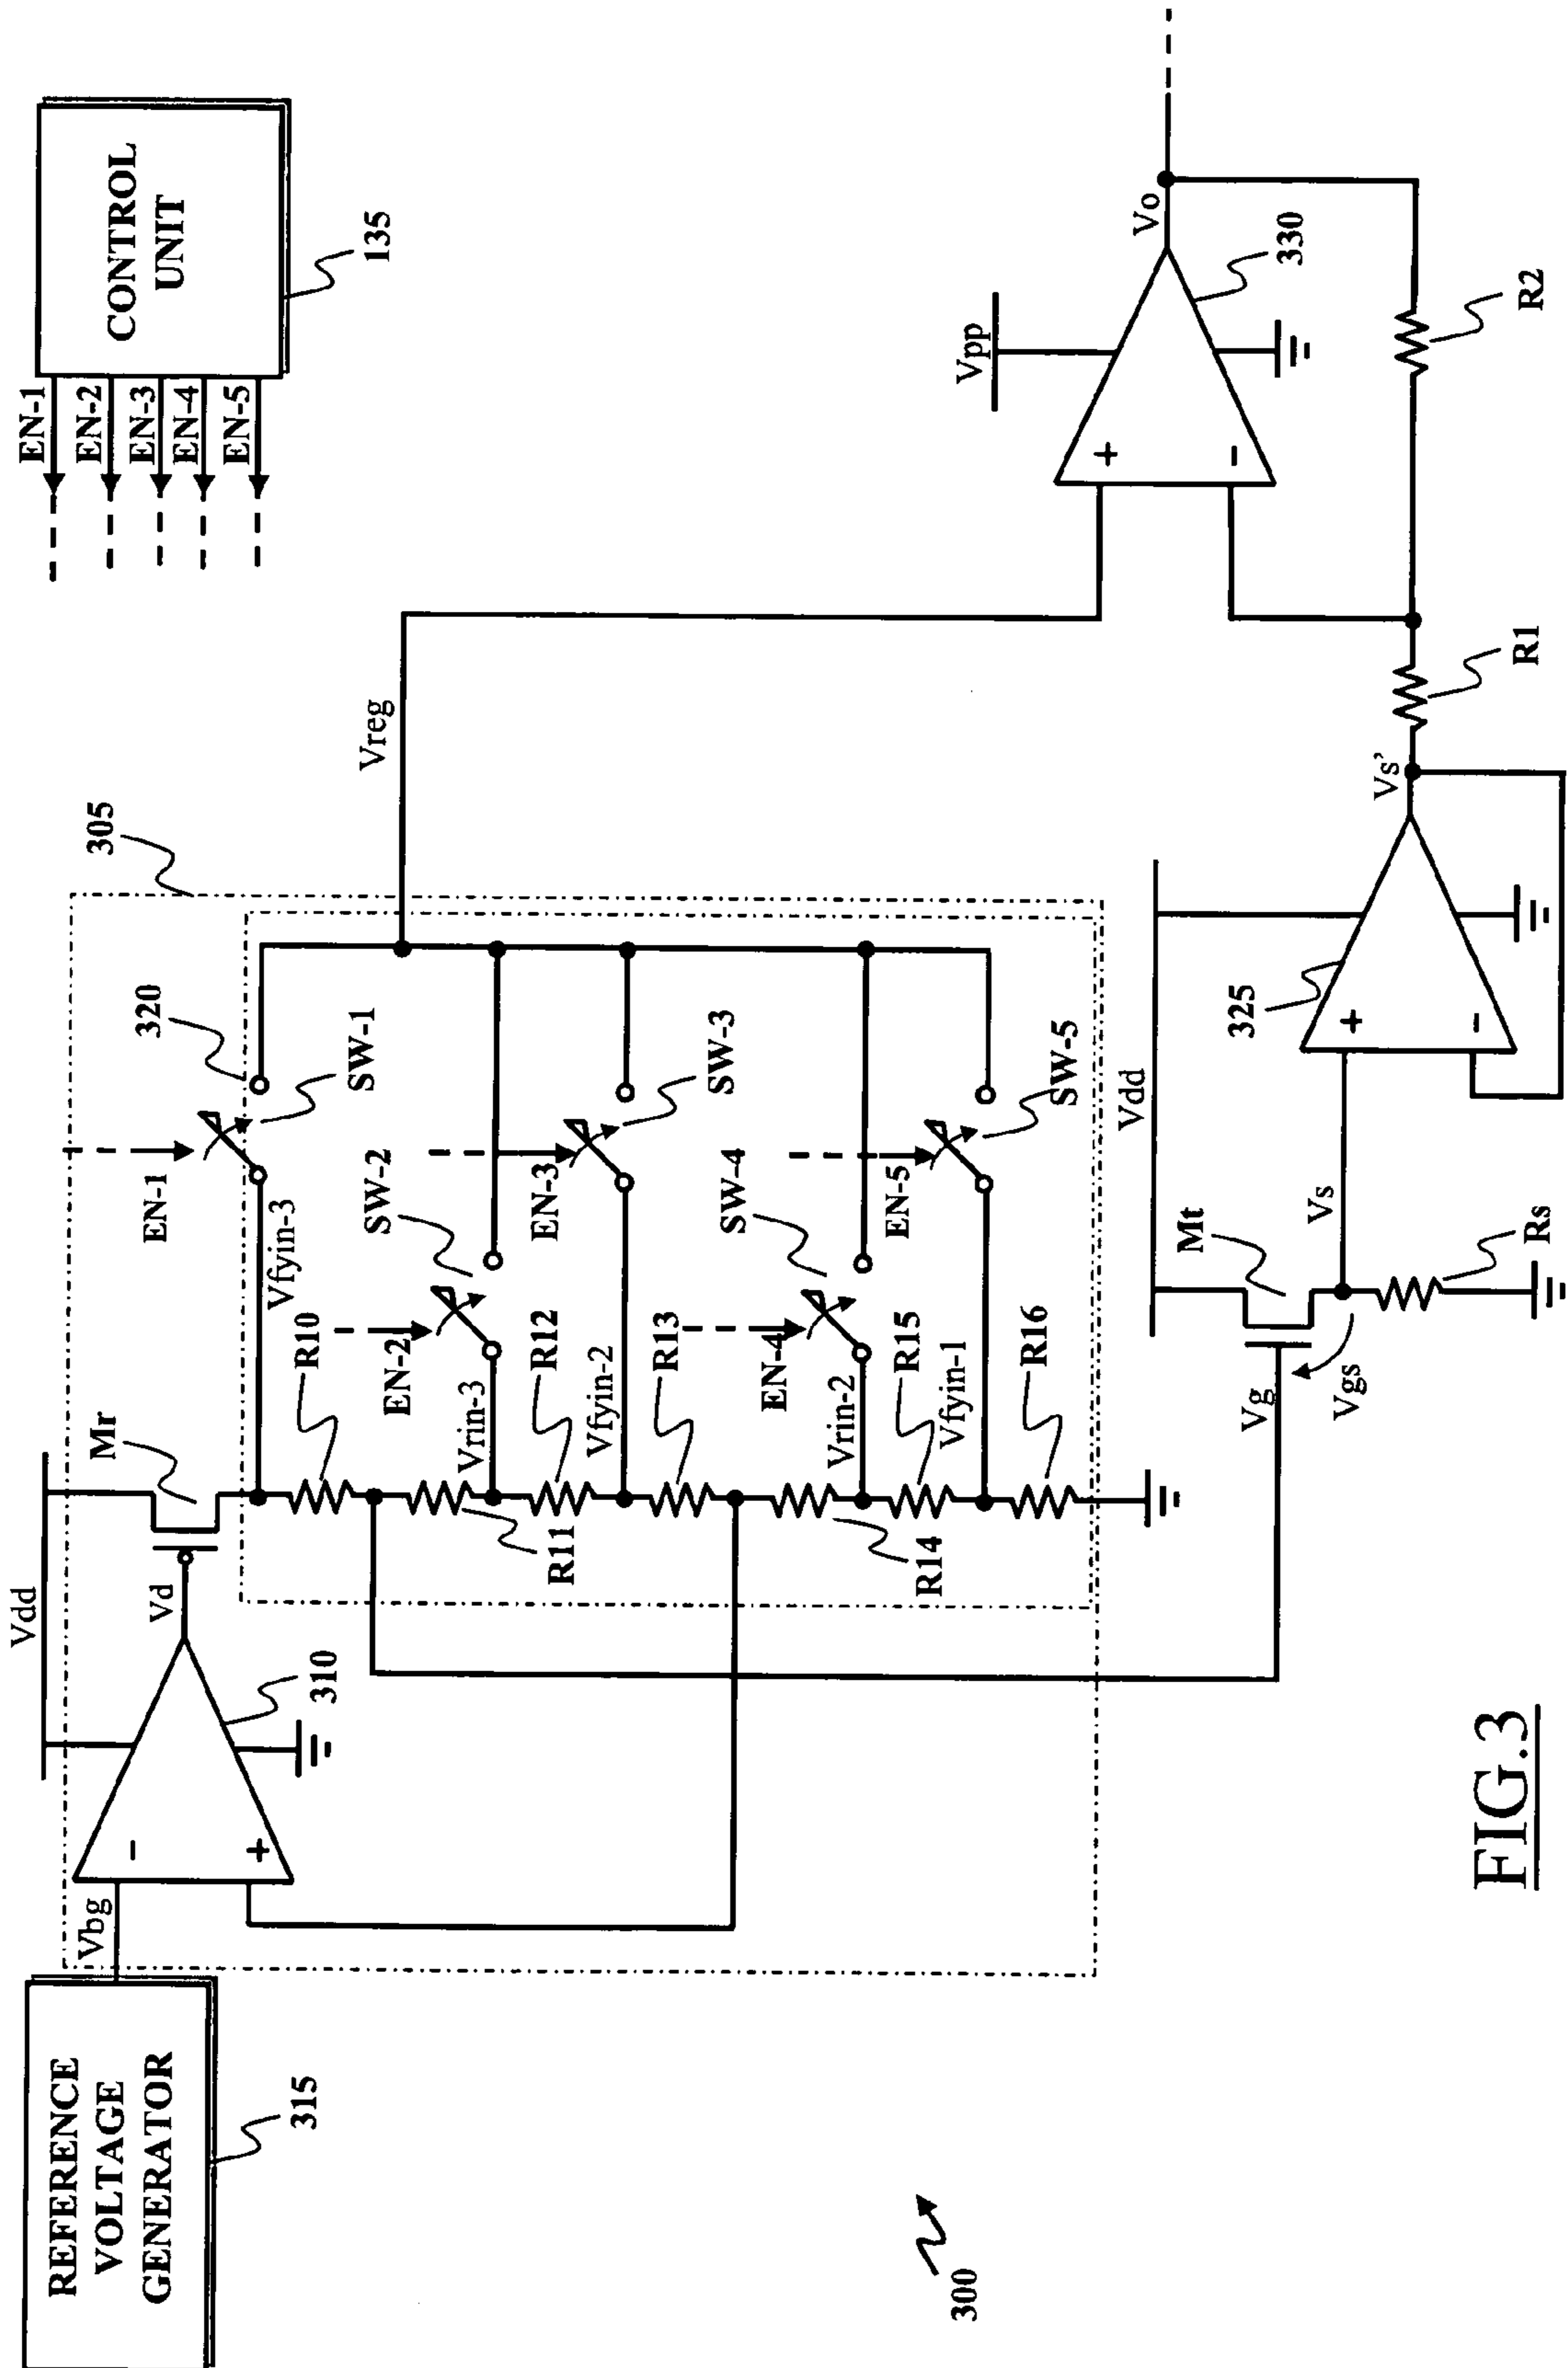 REFERENCE
VOLTAGE
GENERATOR
315
Vbg
Vdd
-
+
310
Vd
Mr
305
EN-1
Vfyin-3
320
SW-1
R10
R11
EN-2
SW-2
Vrin-3
R12
EN-3
SW-3
Vfyin-2
R13
R14
EN-4
SW-4
Vrin-2
R15
EN-5
SW-5
Vfyin-1
R16
Vreg
CONTROL
UNIT
135
EN-1
EN-2
EN-3
EN-4
EN-5
Vdd
Mt
Vg
Vgs
Vs
Rs
325
+
-
Vs'
R1
R2
Vpp
+
-
330
Vo
300
FIG.3